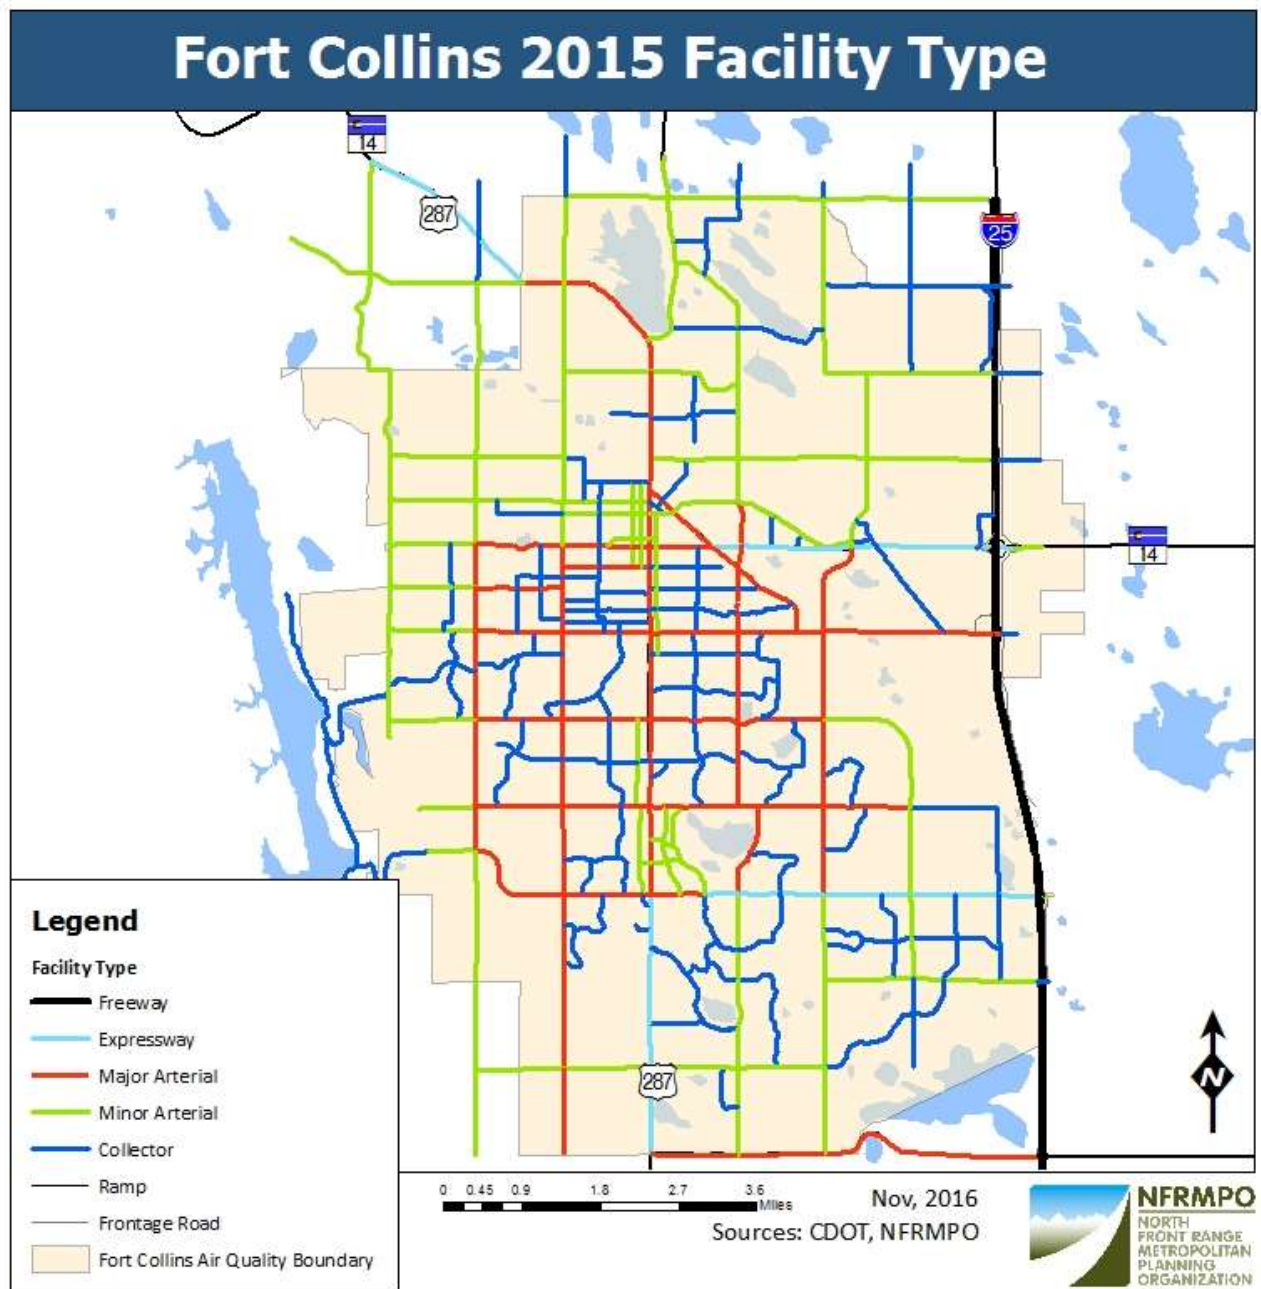 Fort Collins 2015 Facility Type
14
287
25
14
287
Legend
Facility Type
Freeway
Expressway
Major Arterial
Minor Arterial
Collector
Ramp
Frontage Road
Fort Collins Air Quality Boundary
N
0 0.45 0.9 1.8 2.7 3.6
Miles
Nov, 2016
Sources: CDOT, NFRMPO
NFRMPO
NORTH
FRONT RANGE
METROPOLITAN
PLANNING
ORGANIZATION